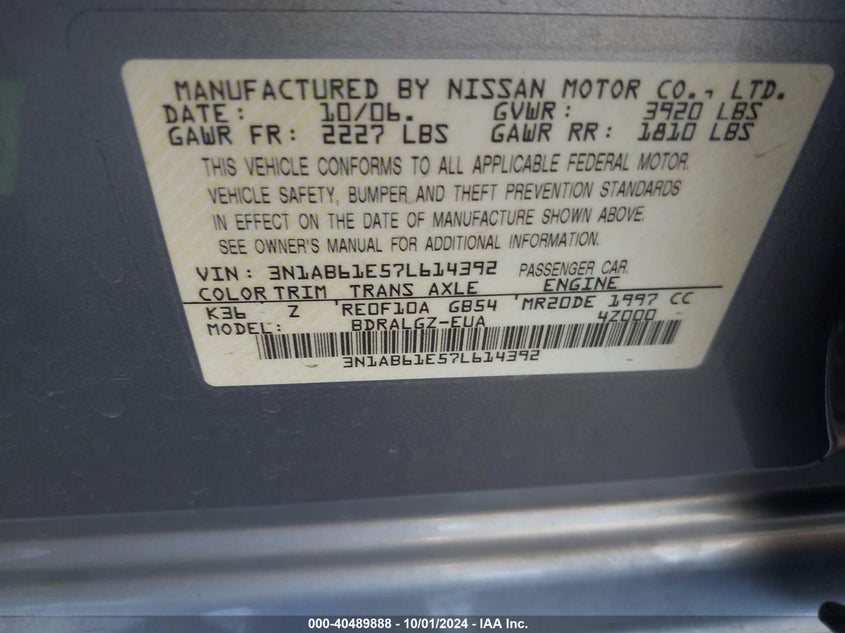 MANUFACTURED BY NISSAN MOTOR CO., LTD.
DATE: 10/06. GVWR: 3920 LBS
GAWR FR: 2227 LBS GAWR RR: 1810 LBS
THIS VEHICLE CONFORMS TO ALL APPLICABLE FEDERAL MOTOR
VEHICLE SAFETY, BUMPER AND THEFT PREVENTION STANDARDS
IN EFFECT ON THE DATE OF MANUFACTURE SHOWN ABOVE.
SEE OWNER'S MANUAL FOR ADDITIONAL INFORMATION.
VIN: 3N1AB61E57L614392 PASSENGER CAR
COLOR TRIM TRANS AXLE ENGINE
K36 Z RE0F10A GB54 MR20DE 1997 CC
MODEL: BDRALGZ-EUA 4Z000
3N1AB61E57L614392
000-40489888 - 10/01/2024 - IAA Inc.